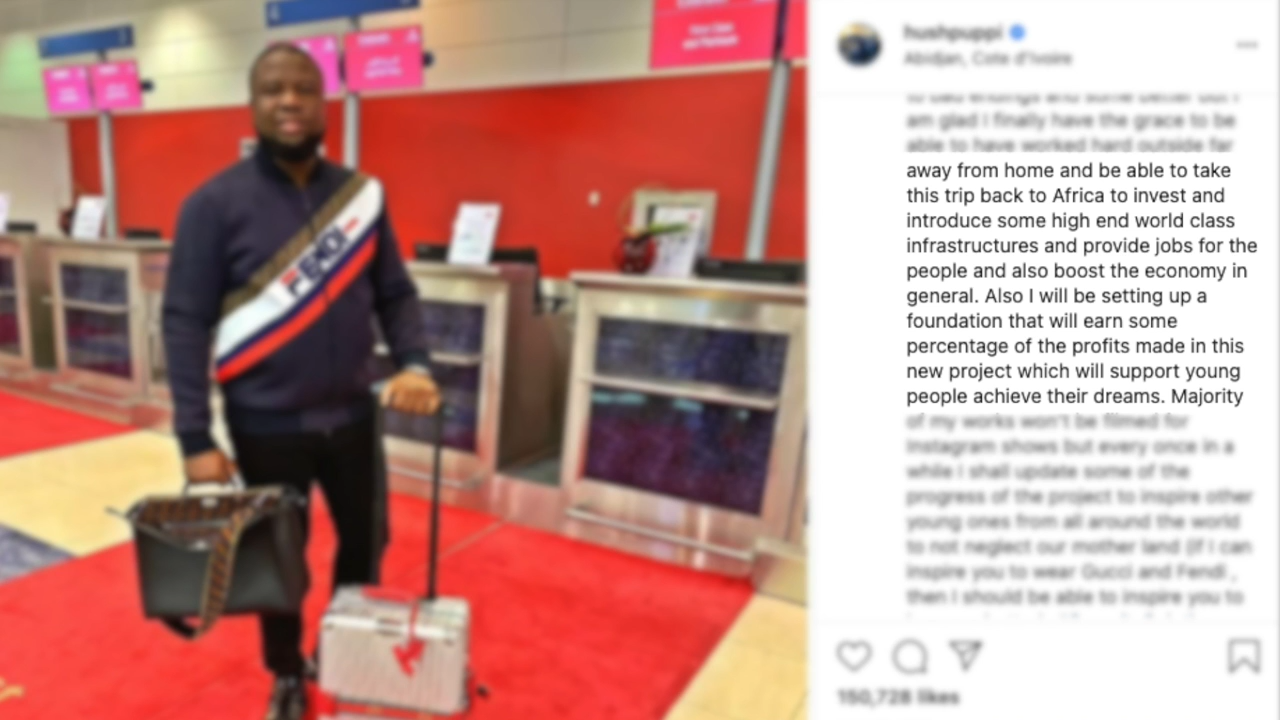 FENDI
hushpuppi
Abidjan, Cote d'Ivoire
am glad I finally have the grace to be
able to have worked hard outside far
away from home and be able to take
this trip back to Africa to invest and
introduce some high end world class
infrastructures and provide jobs for the
people and also boost the economy in
general. Also I will be setting up a
foundation that will earn some
percentage of the profits made in this
new project which will support young
people achieve their dreams. Majority
of my works won't be filmed for
Instagram shows but every once in a
while I shall update some of the
progress of the project to inspire other
young ones from all around the world
to not neglect our mother land (if I can
inspire you to wear Gucci and Fendi ,
then I should be able to inspire you to
150,728 likes